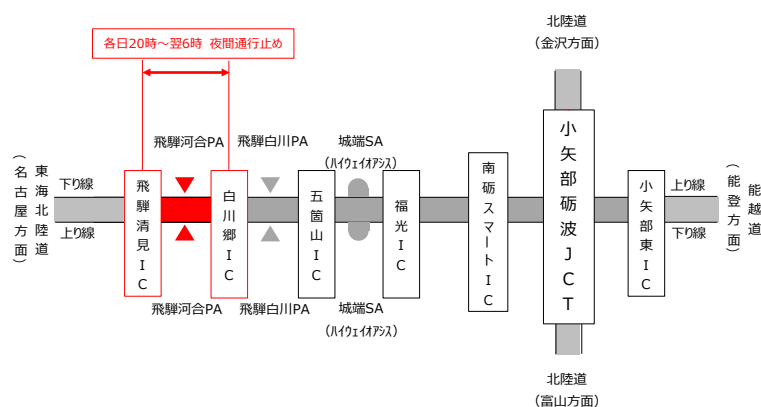 各日20時～翌6時 夜間通行止め
北陸道
（金沢方面）
飛騨河合PA
飛騨白川PA
城端SA
(ﾊｲｳｪｲｵｱｼｽ)
東海北陸道
（名古屋方面）
下り線
上り線
飛騨清見IC
白川郷IC
五箇山IC
福光IC
南砺スマートIC
小矢部砺波JCT
小矢部東IC
上り線
下り線
能越道
（能登方面）
飛騨河合PA
飛騨白川PA
城端SA
(ﾊｲｳｪｲｵｱｼｽ)
北陸道
（富山方面）